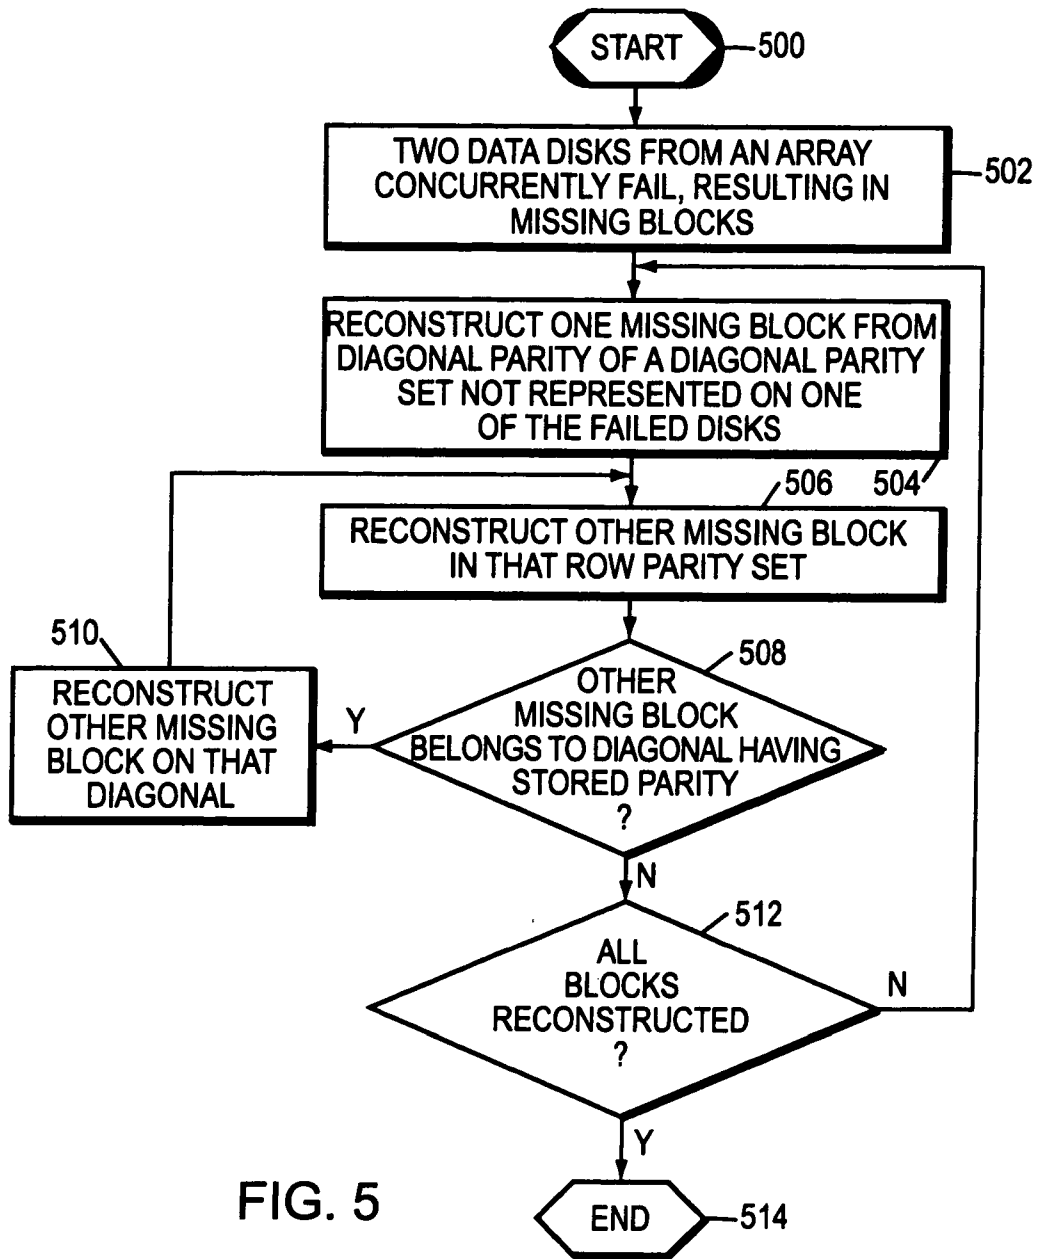 START
500
TWO DATA DISKS FROM AN ARRAY
CONCURRENTLY FAIL, RESULTING IN
MISSING BLOCKS
502
RECONSTRUCT ONE MISSING BLOCK FROM
DIAGONAL PARITY OF A DIAGONAL PARITY
SET NOT REPRESENTED ON ONE
OF THE FAILED DISKS
504
506
RECONSTRUCT OTHER MISSING BLOCK
IN THAT ROW PARITY SET
510
RECONSTRUCT
OTHER MISSING
BLOCK ON THAT
DIAGONAL
Y
508
OTHER
MISSING BLOCK
BELONGS TO DIAGONAL HAVING
STORED PARITY
?
N
512
ALL
BLOCKS
RECONSTRUCTED
?
N
Y
END
514
FIG. 5